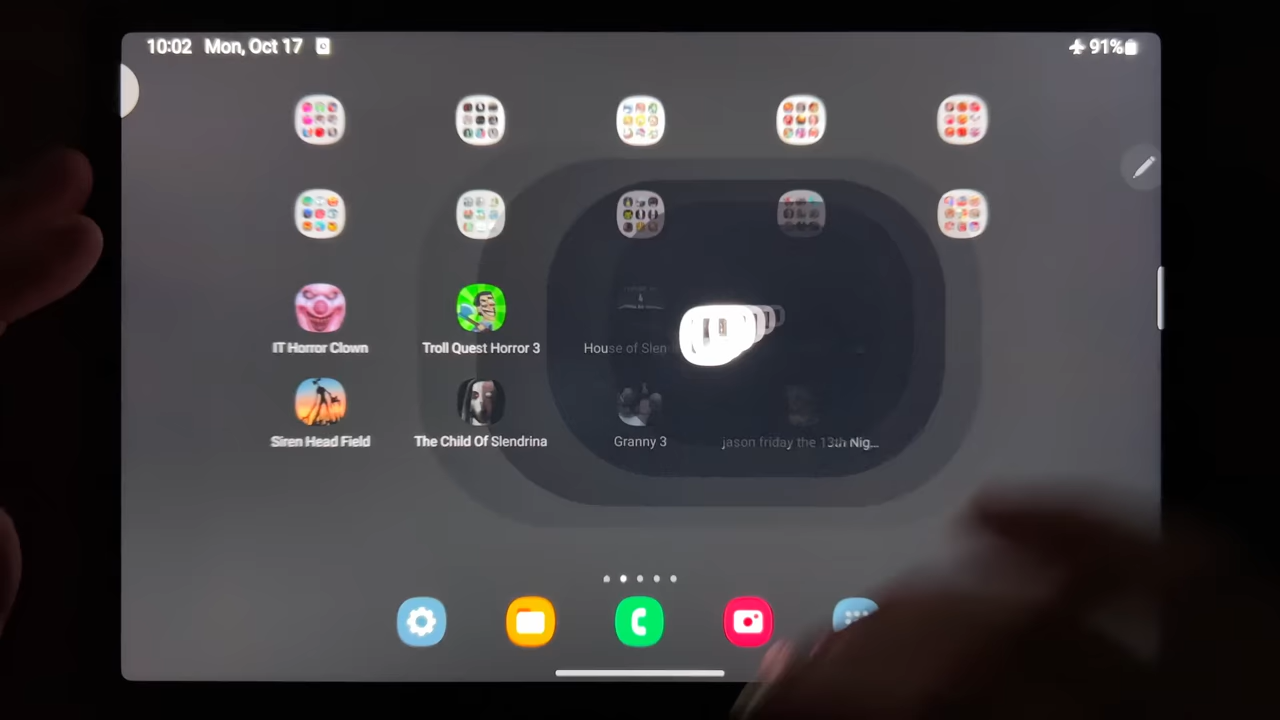 10:02 Mon, Oct 17 91%
IT Horror Clown Troll Quest Horror 3 House of Slen
Siren Head Field The Child Of Slendrina Granny 3 jason friday the 13th Nig...